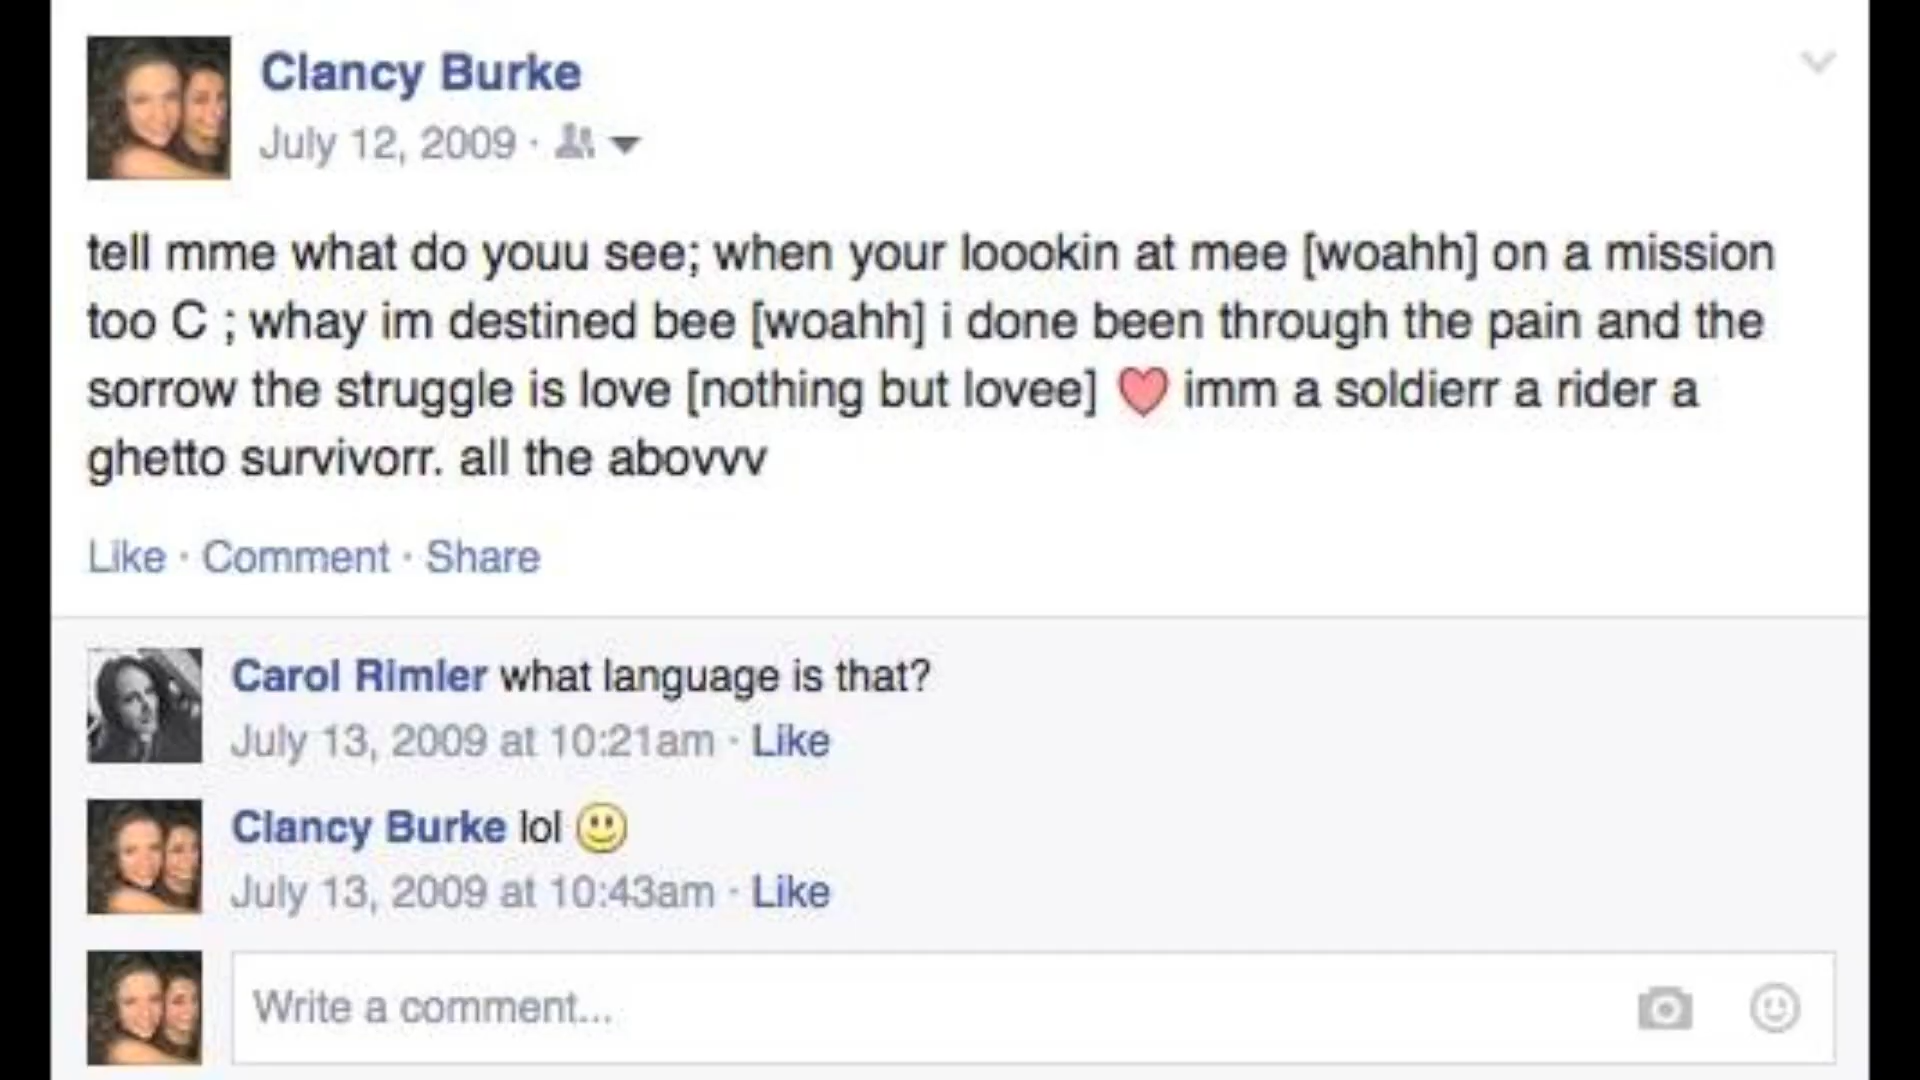 Clancy Burke
July 12, 2009 ·
tell mme what do youu see; when your loookin at mee [woahh] on a mission
too C ; whay im destined bee [woahh] i done been through the pain and the
sorrow the struggle is love [nothing but lovee] ♥ imm a soldierr a rider a
ghetto survivorr. all the abovvv
Like · Comment · Share
Carol Rimler what language is that?
July 13, 2009 at 10:21am · Like
Clancy Burke lol 🙂
July 13, 2009 at 10:43am · Like
Write a comment...